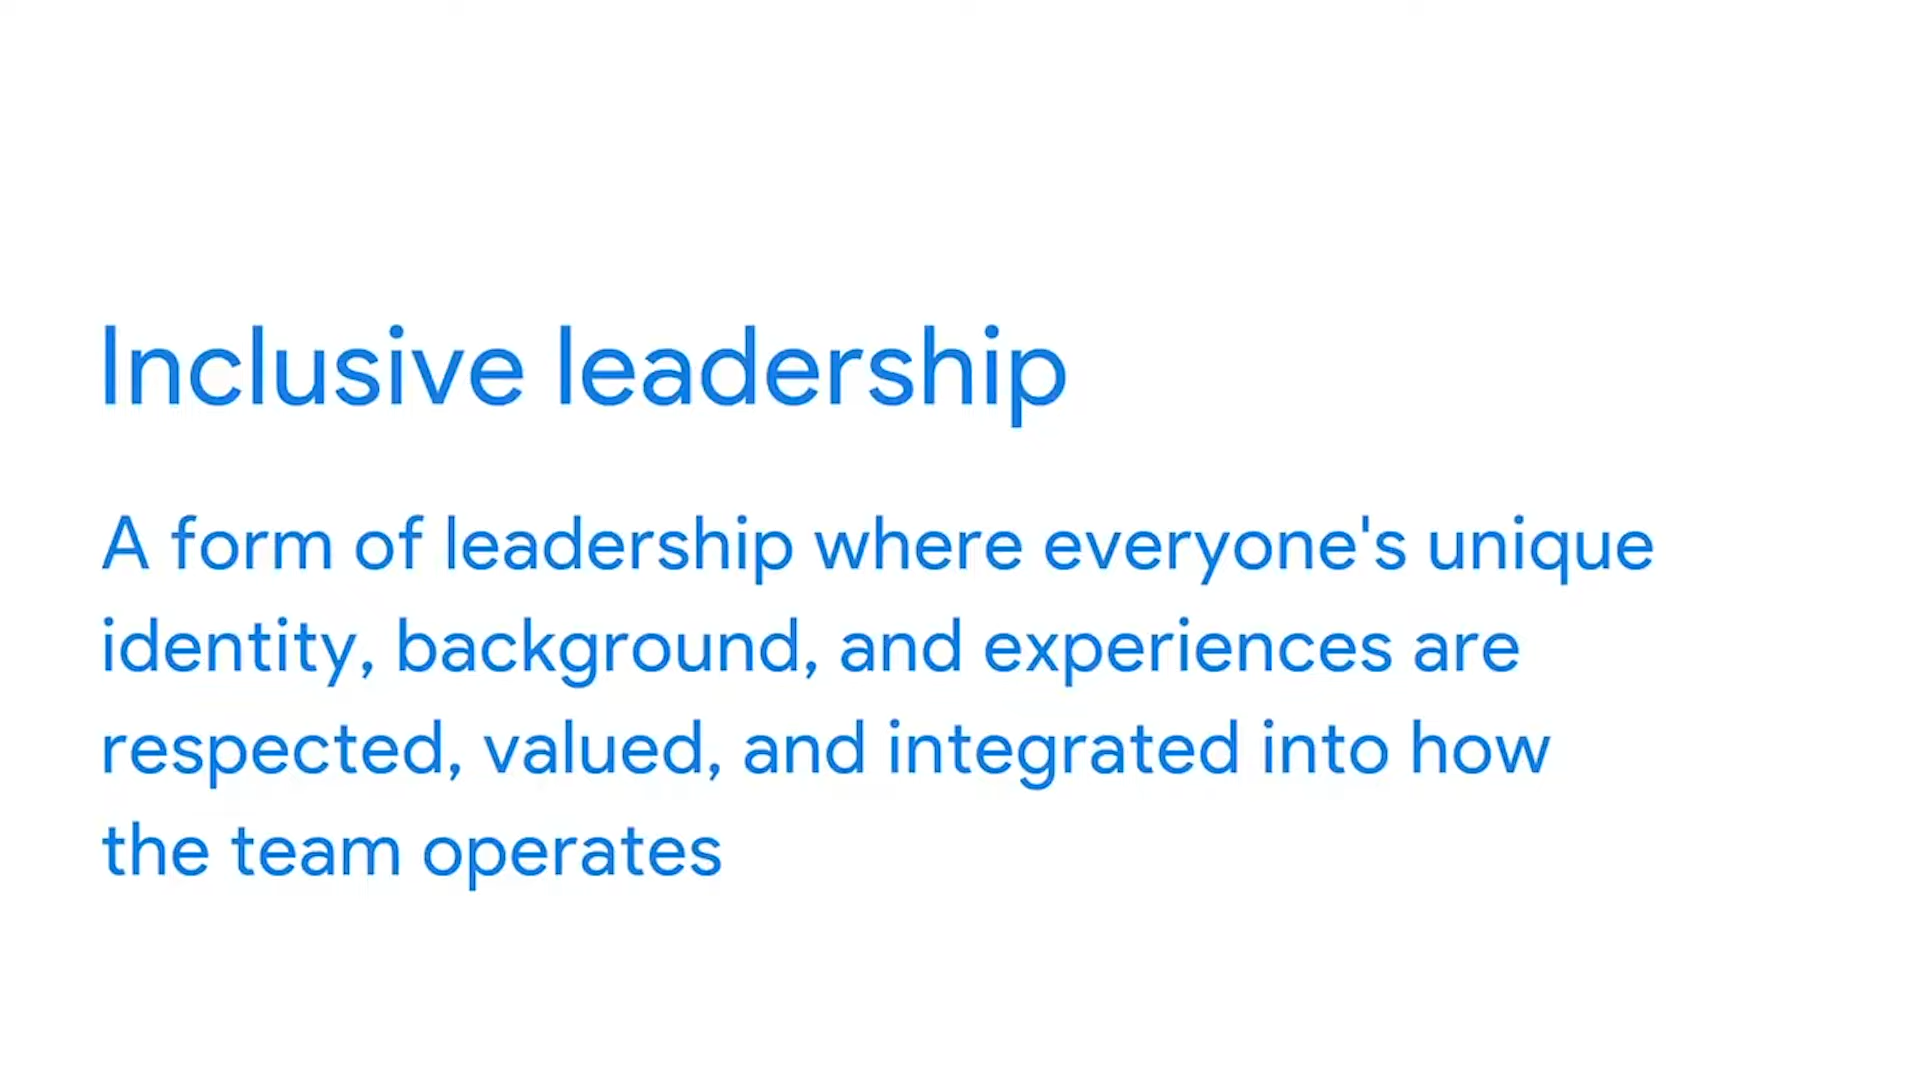 Inclusive leadership
A form of leadership where everyone's unique
identity, background, and experiences are
respected, valued, and integrated into how
the team operates